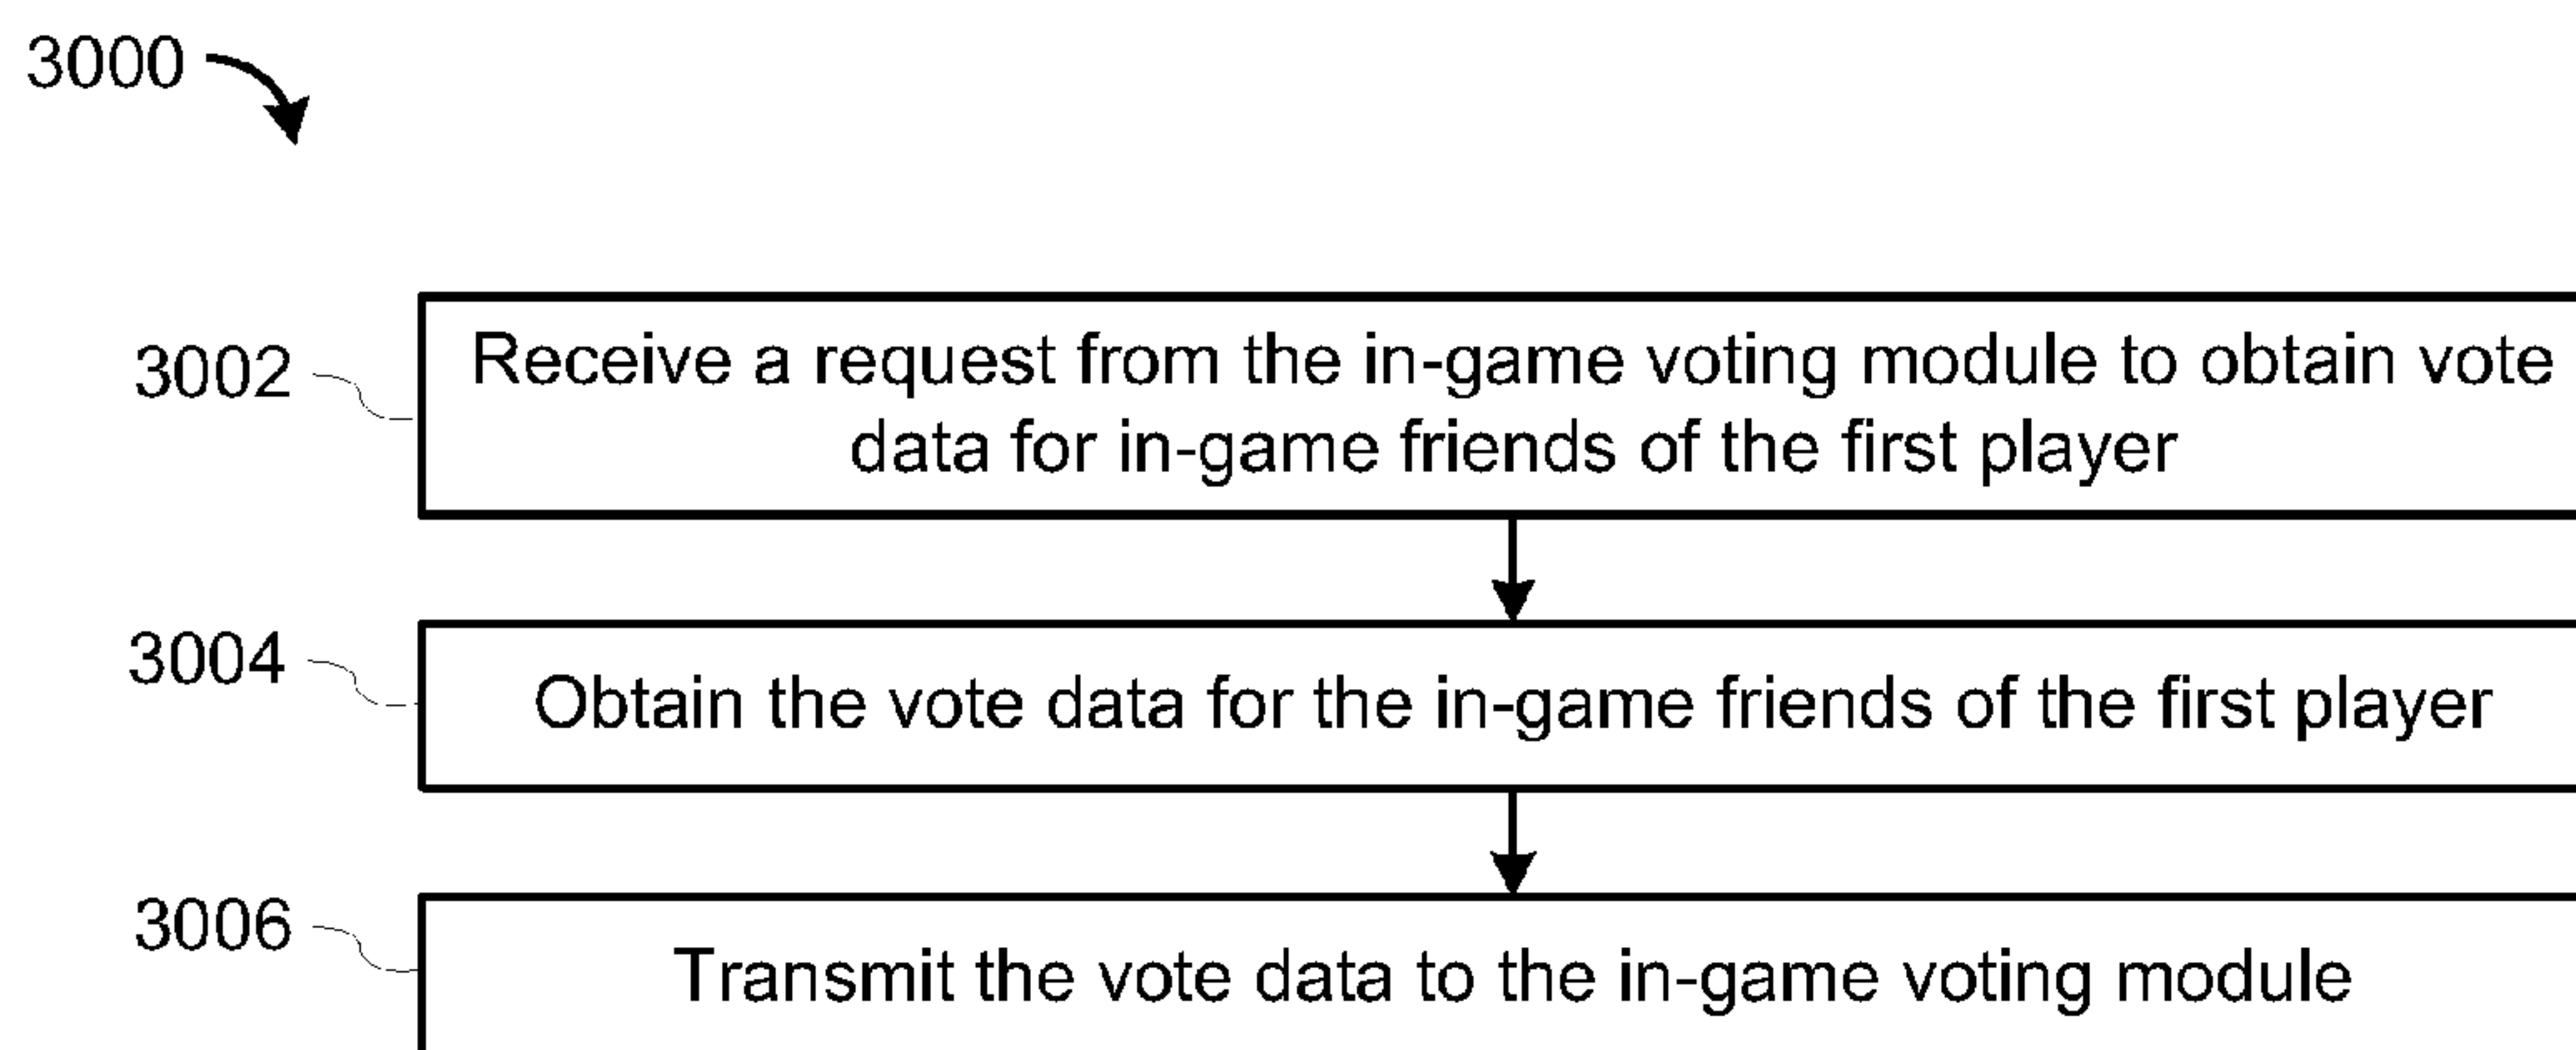 3000
3002
Receive a request from the in-game voting module to obtain vote
data for in-game friends of the first player
3004
Obtain the vote data for the in-game friends of the first player
3006
Transmit the vote data to the in-game voting module